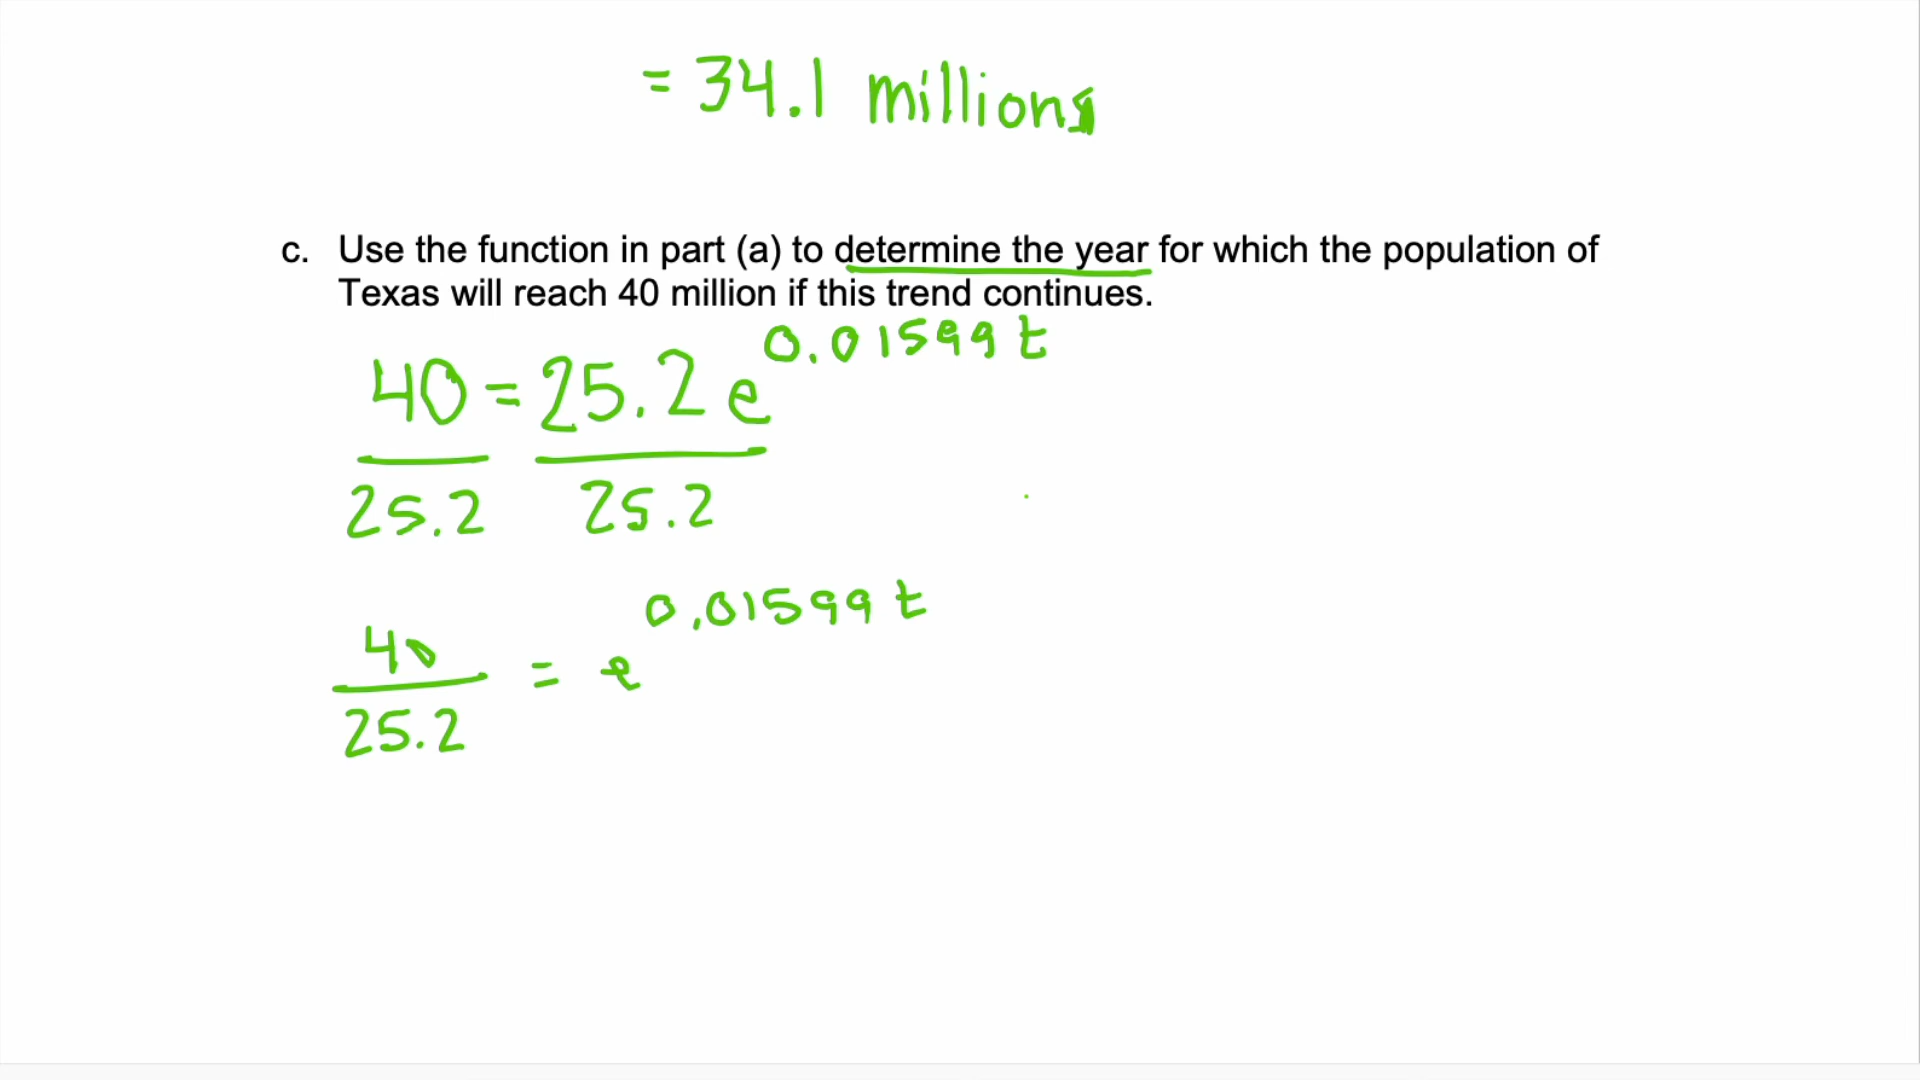 = 34.1 millions
c. Use the function in part (a) to determine the year for which the population of
Texas will reach 40 million if this trend continues.
40 = 25.2 e^0.01599 t
25.2 25.2
40 = e^0.01599 t
25.2